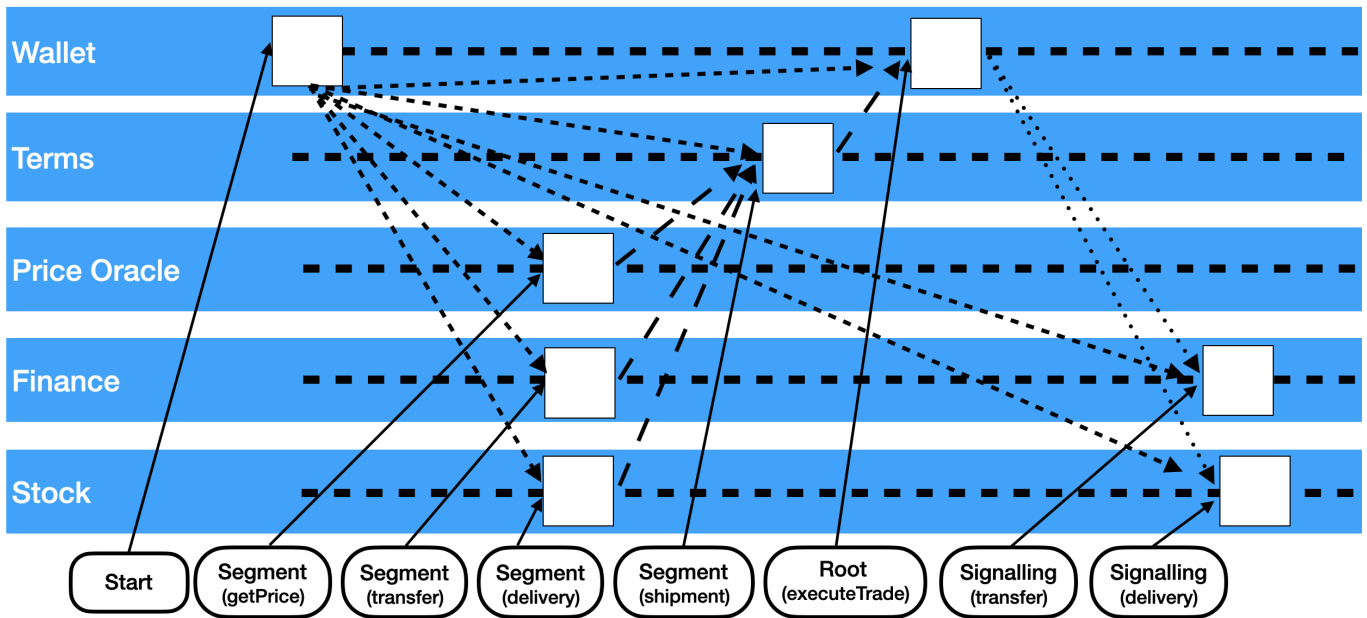 Wallet
Terms
Price Oracle
Finance
Stock
Start
Segment
(getPrice)
Segment
(transfer)
Segment
(delivery)
Segment
(shipment)
Root
(executeTrade)
Signalling
(transfer)
Signalling
(delivery)